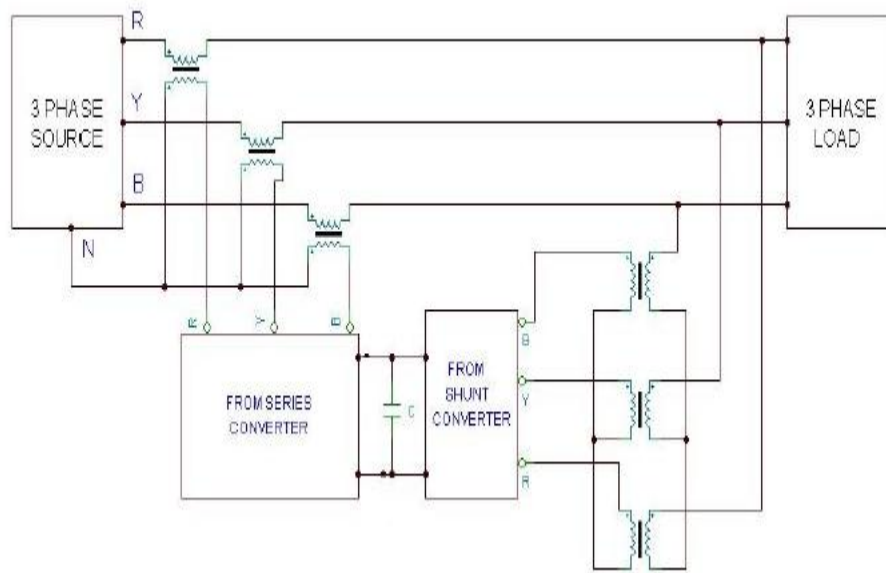 R
3 PHASE
SOURCE
Y
B
N
3 PHASE
LOAD
R
Y
B
FROM SERIES
CONVERTER
C
FROM
SHUNT
CONVERTER
B
Y
R